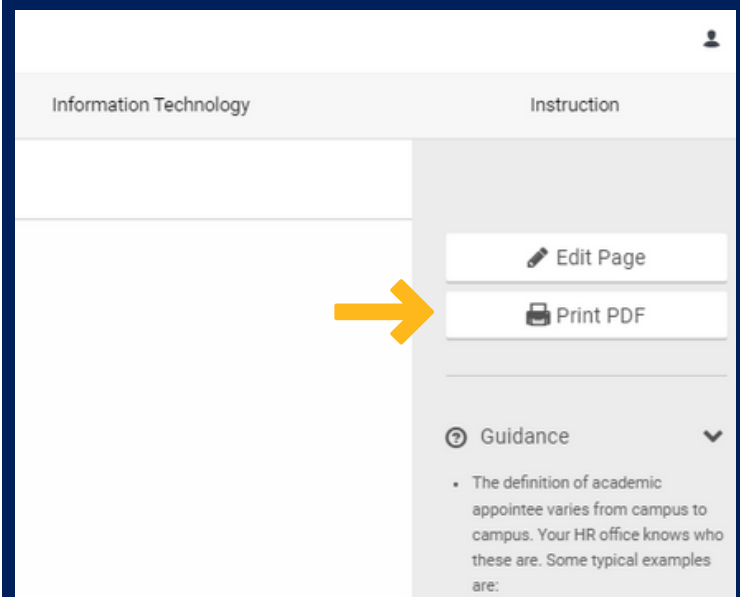 Information Technology
Instruction
Edit Page
Print PDF
Guidance
• The definition of academic
appointee varies from campus to
campus. Your HR office knows who
these are. Some typical examples
are: